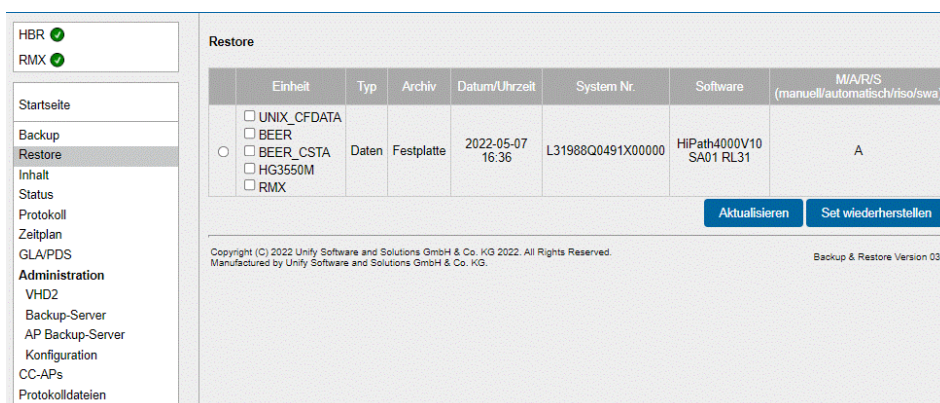 HBR
RMX
Startseite
Backup
Restore
Inhalt
Status
Protokoll
Zeitplan
GLA/PDS
Administration
VHD2
Backup-Server
AP Backup-Server
Konfiguration
CC-APs
Protokolldateien
Restore
Einheit Typ Archiv Datum/Uhrzeit System Nr. Software M/A/R/S
(manuell/automatisch/riso/swa)
UNIX_CFDATA
BEER
BEER_CSTA
HG3550M
RMX
Daten
Festplatte
2022-05-07
16:36
L31988Q0491X00000
HiPath4000V10
SA01 RL31
A
Aktualisieren Set wiederherstellen
Copyright (C) 2022 Unify Software and Solutions GmbH & Co. KG 2022. All Rights Reserved.
Manufactured by Unify Software and Solutions GmbH & Co. KG.
Backup & Restore Version 03